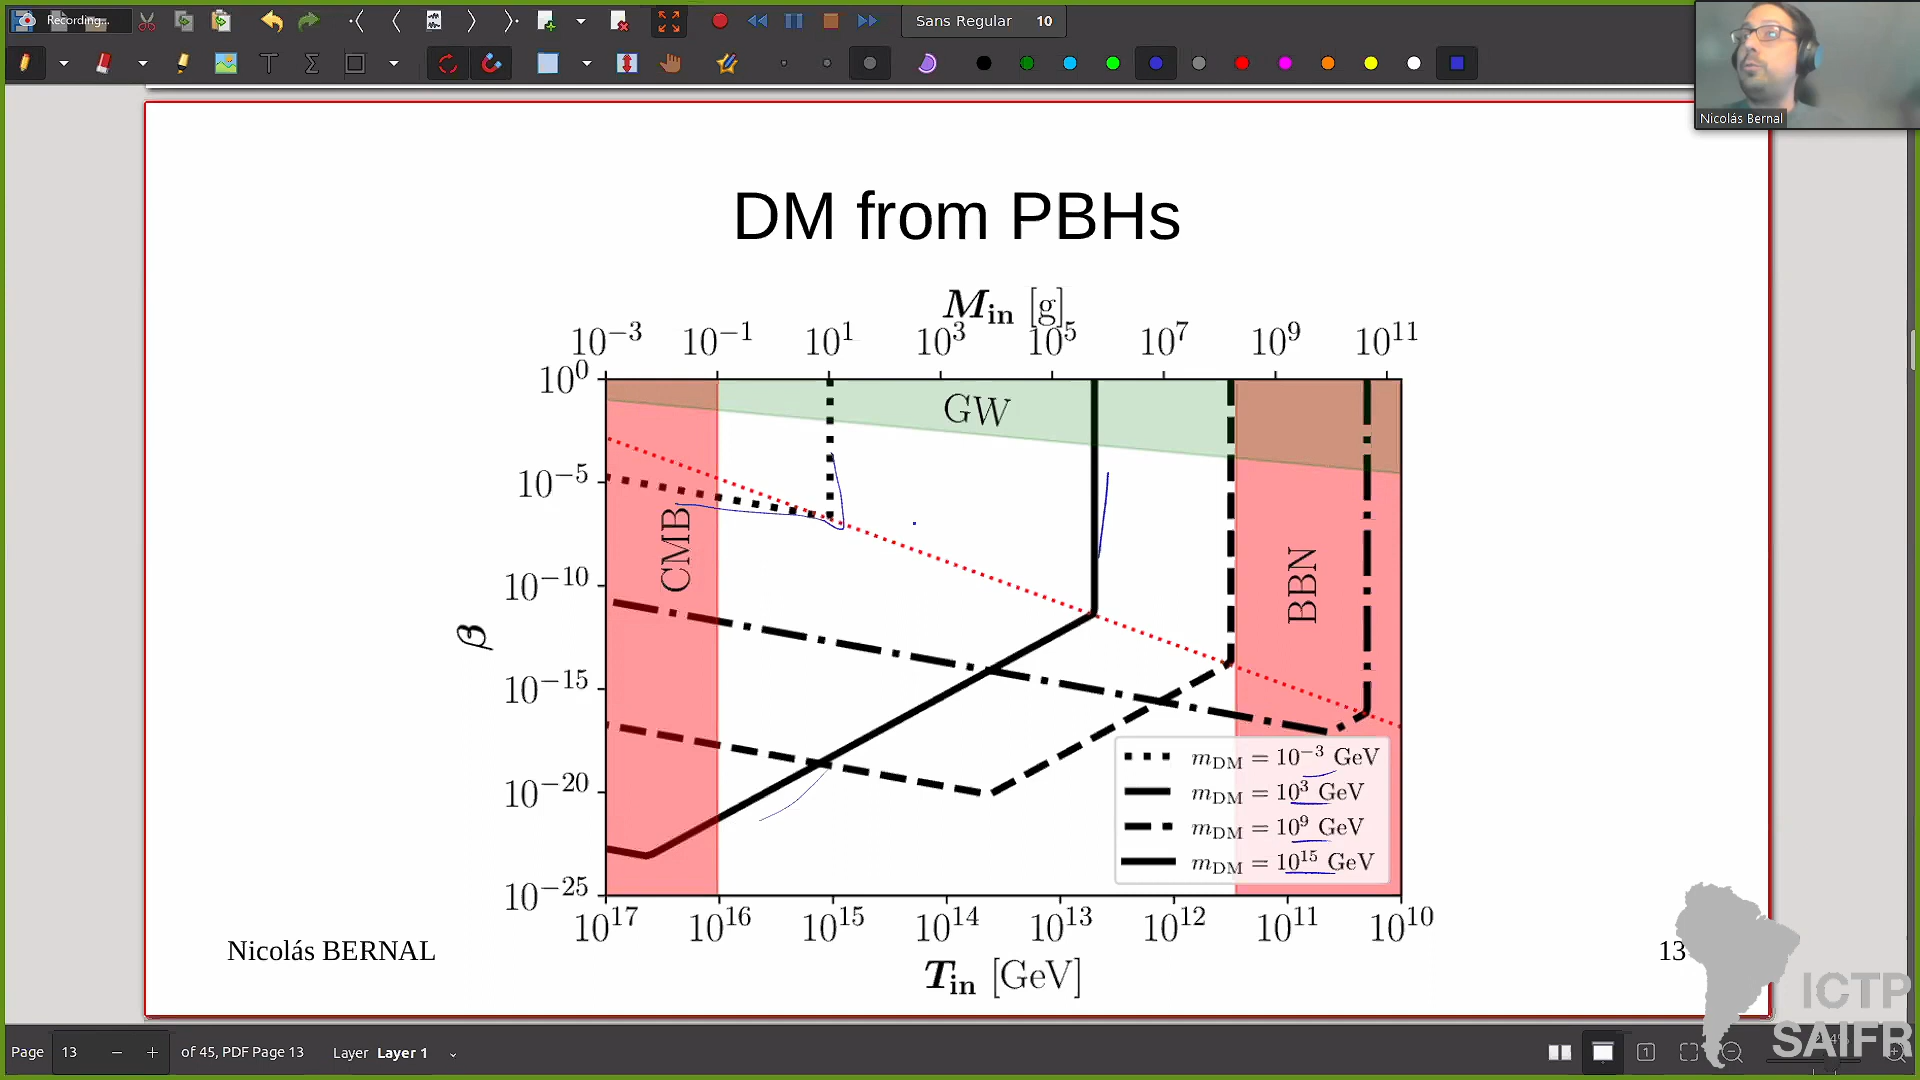 Recording...
Sans Regular 10
Nicolás Bernal
DM from PBHs
M_in [g]
10^−3 10^−1 10^1 10^3 10^5 10^7 10^9 10^11
10^0
10^−5
10^−10
10^−15
10^−20
10^−25
β
GW
CMB
BBN
m_DM = 10^−3 GeV
m_DM = 10^3 GeV
m_DM = 10^9 GeV
m_DM = 10^15 GeV
10^17 10^16 10^15 10^14 10^13 10^12 10^11 10^10
T_in [GeV]
Nicolás BERNAL
13
ICTP
SAIFR
Page 13 − + of 45, PDF Page 13 Layer Layer 1